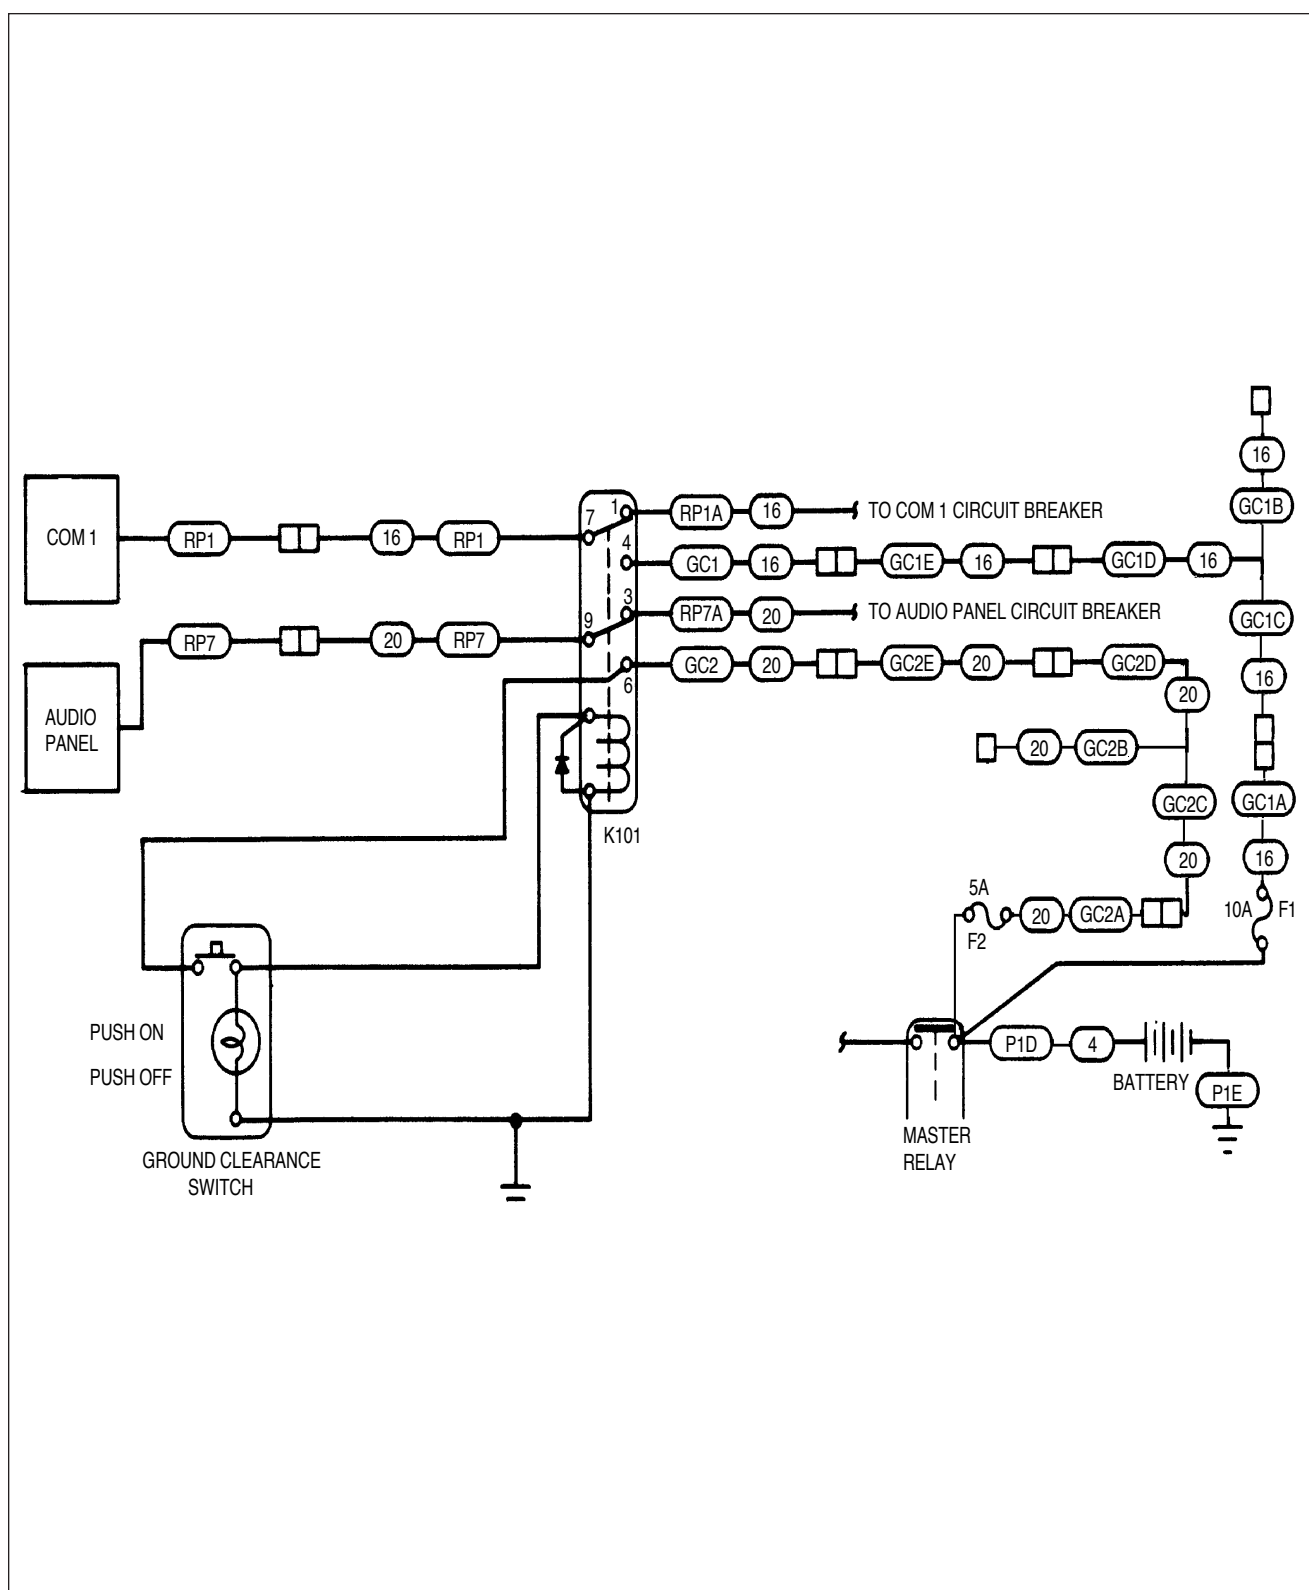 16
GC1B
COM 1
RP1
16
RP1
7
1
RP1A
16
TO COM 1 CIRCUIT BREAKER
4
GC1
16
GC1E
16
GC1D
16
GC1C
RP7
20
RP7
9
3
RP7A
20
TO AUDIO PANEL CIRCUIT BREAKER
6
GC2
20
GC2E
20
GC2D
20
16
AUDIO
PANEL
20
GC2B
GC2C
GC1A
K101
20
16
5A
F2
20
GC2A
10A
F1
PUSH ON
PUSH OFF
P1D
4
BATTERY
P1E
MASTER
RELAY
GROUND CLEARANCE
SWITCH